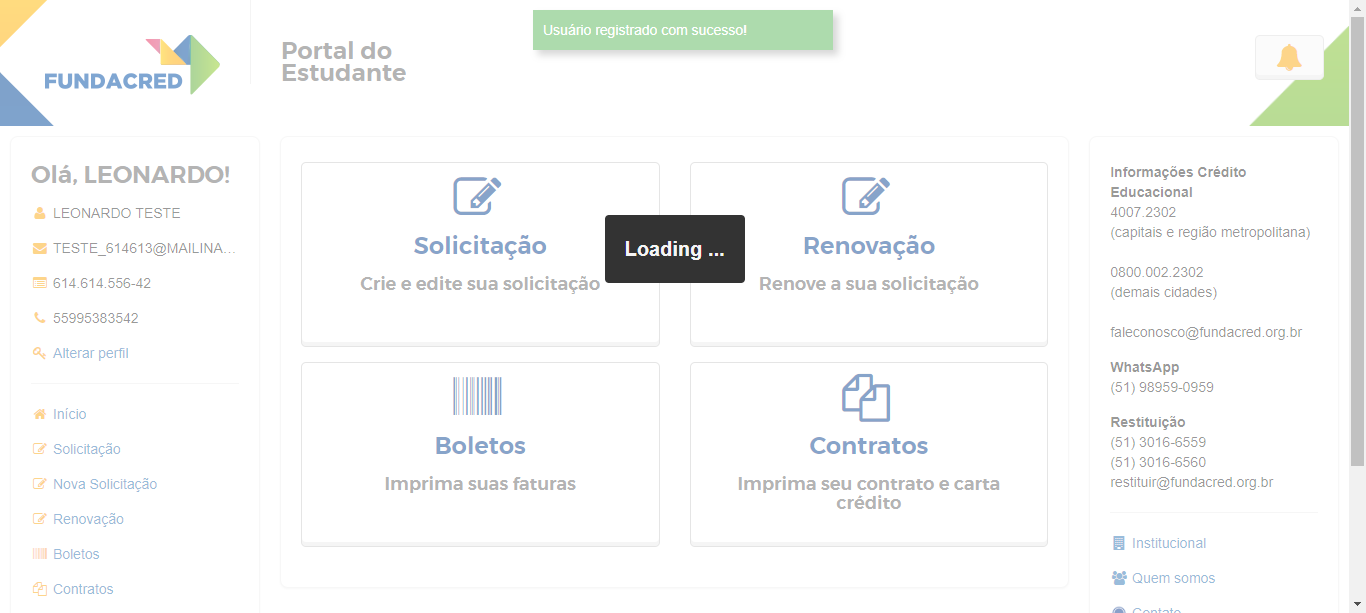 Usuário registrado com sucesso!
FUNDACRED
Portal do
Estudante
Olá, LEONARDO!
LEONARDO TESTE
TESTE_614613@MAILINA...
614.614.556-42
55995383542
Alterar perfil
Início
Solicitação
Nova Solicitação
Renovação
Boletos
Contratos
Solicitação
Crie e edite sua solicitação
Renovação
Renove a sua solicitação
Loading ...
Boletos
Imprima suas faturas
Contratos
Imprima seu contrato e carta
crédito
Informações Crédito
Educacional
4007.2302
(capitais e região metropolitana)
0800.002.2302
(demais cidades)
faleconosco@fundacred.org.br
WhatsApp
(51) 98959-0959
Restituição
(51) 3016-6559
(51) 3016-6560
restituir@fundacred.org.br
Institucional
Quem somos
Contato